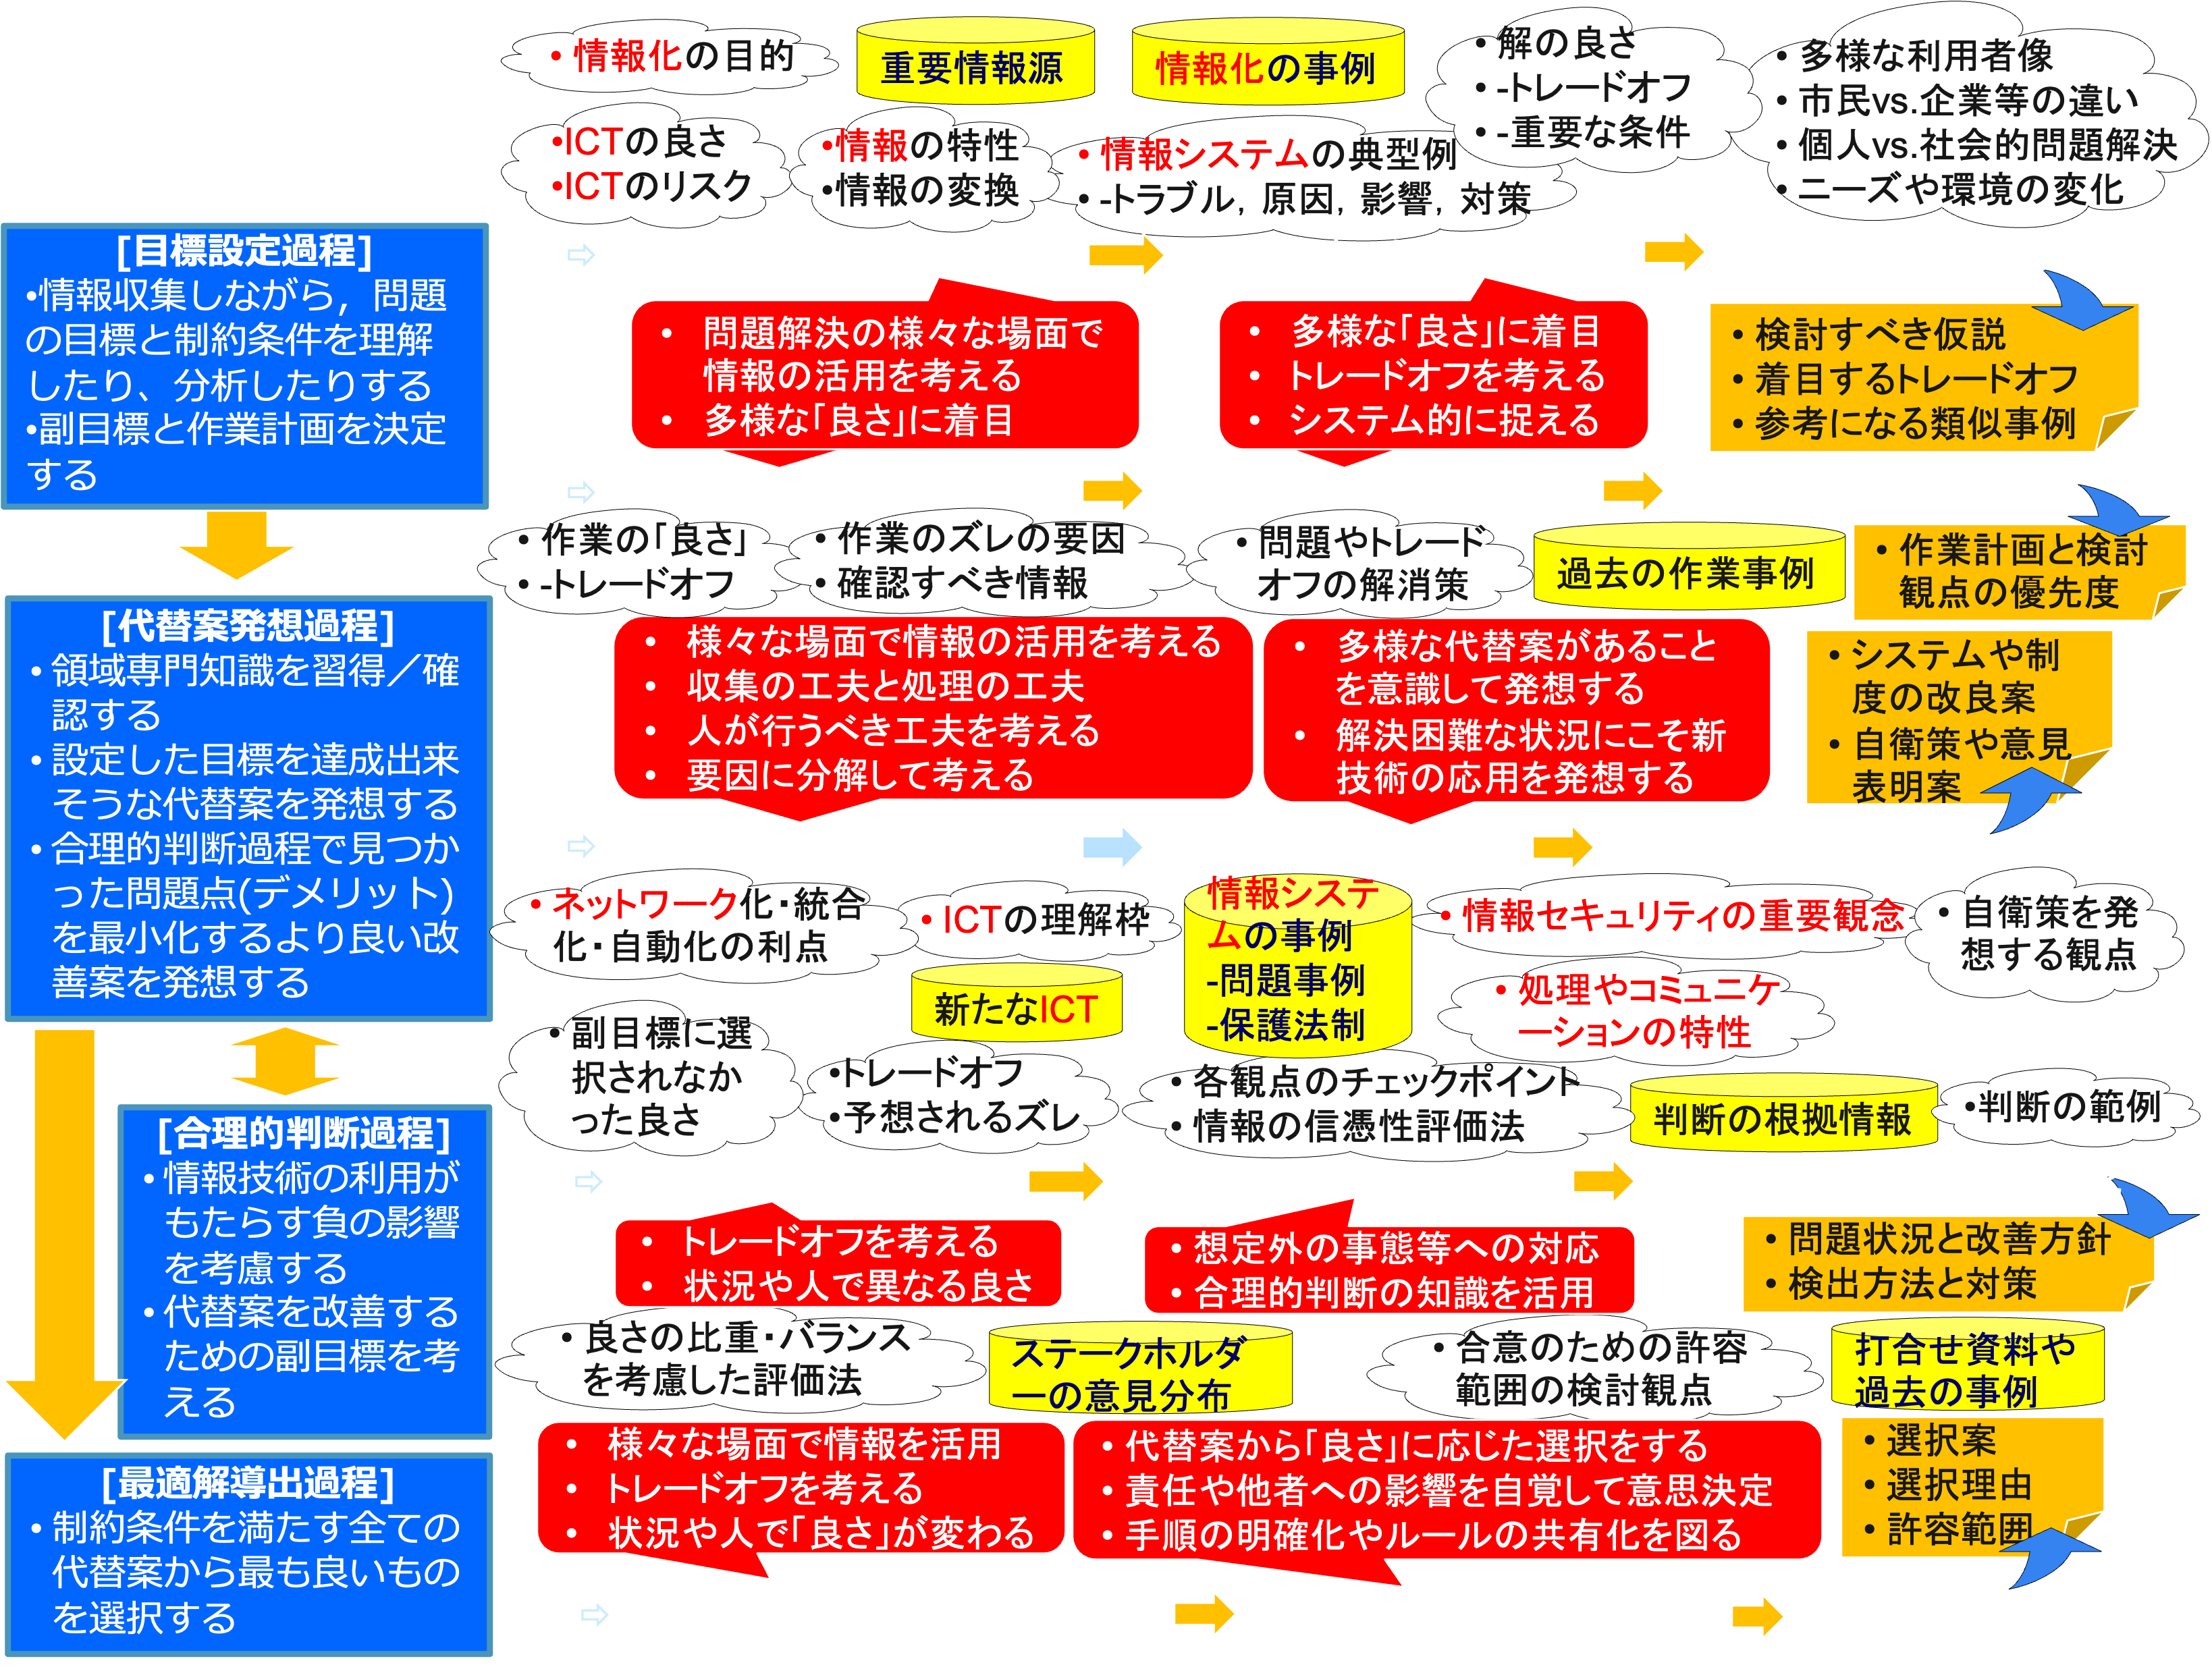 ・情報化の目的
重要情報源
情報化の事例
・解の良さ
・-トレードオフ
・-重要な条件
・多様な利用者像
・市民vs.企業等の違い
・個人vs.社会的問題解決
・ニーズや環境の変化
•ICTの良さ
•ICTのリスク
•情報の特性
•情報の変換
・情報システムの典型例
・-トラブル，原因，影響，対策
[目標設定過程]
•情報収集しながら，問題
の目標と制約条件を理解
したり、分析したりする
•副目標と作業計画を決定
する
• 問題解決の様々な場面で
情報の活用を考える
• 多様な「良さ」に着目
• 多様な「良さ」に着目
• トレードオフを考える
• システム的に捉える
• 検討すべき仮説
• 着目するトレードオフ
• 参考になる類似事例
• 作業の「良さ」
• -トレードオフ
• 作業のズレの要因
• 確認すべき情報
• 問題やトレード
オフの解消策
過去の作業事例
• 作業計画と検討
観点の優先度
[代替案発想過程]
• 領域専門知識を習得／確
認する
• 設定した目標を達成出来
そうな代替案を発想する
• 合理的判断過程で見つか
った問題点(デメリット)
を最小化するより良い改
善案を発想する
• 様々な場面で情報の活用を考える
• 収集の工夫と処理の工夫
• 人が行うべき工夫を考える
• 要因に分解して考える
• 多様な代替案があること
を意識して発想する
• 解決困難な状況にこそ新
技術の応用を発想する
• システムや制
度の改良案
• 自衛策や意見
表明案
• ネットワーク化・統合
化・自動化の利点
• ICTの理解枠
新たなICT
情報システ
ムの事例
-問題事例
-保護法制
• 情報セキュリティの重要観念
• 自衛策を発
想する観点
• 処理やコミュニケ
ーションの特性
• 副目標に選
択されなか
った良さ
•トレードオフ
•予想されるズレ
• 各観点のチェックポイント
• 情報の信憑性評価法
判断の根拠情報
•判断の範例
[合理的判断過程]
• 情報技術の利用が
もたらす負の影響
を考慮する
• 代替案を改善する
ための副目標を考
える
• トレードオフを考える
• 状況や人で異なる良さ
• 想定外の事態等への対応
• 合理的判断の知識を活用
• 問題状況と改善方針
• 検出方法と対策
• 良さの比重・バランス
を考慮した評価法
ステークホルダ
ーの意見分布
• 合意のための許容
範囲の検討観点
打合せ資料や
過去の事例
[最適解導出過程]
• 制約条件を満たす全ての
代替案から最も良いもの
を選択する
• 様々な場面で情報を活用
• トレードオフを考える
• 状況や人で「良さ」が変わる
• 代替案から「良さ」に応じた選択をする
• 責任や他者への影響を自覚して意思決定
• 手順の明確化やルールの共有化を図る
• 選択案
• 選択理由
• 許容範囲